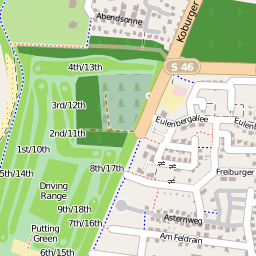 Abendsonne
Koburger
S 46
4th/13th
3rd/12th
Eulenbergallee
2nd/11th
1st/10th
8th/17th
Freiburger
5th/14th
Driving
Range
9th/18th
7th/16th
Asternweg
Putting
Green
Am Feldrain
6th/15th